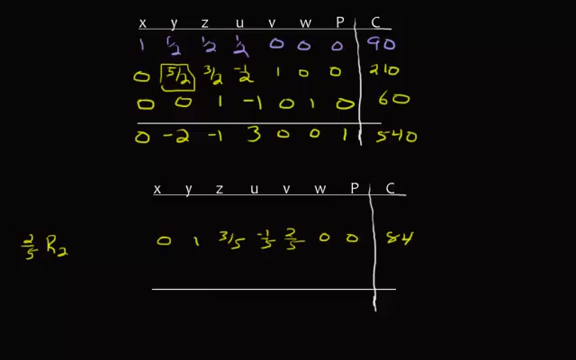 x y z u v w P C
1 1/2 1/2 1/2 0 0 0 90
0 5/2 3/2 -1/2 1 0 0 210
0 0 1 -1 0 1 0 60
0 -2 -1 3 0 0 1 540
x y z u v w P C
2/5 R2 0 1 3/5 -1/5 2/5 0 0 84